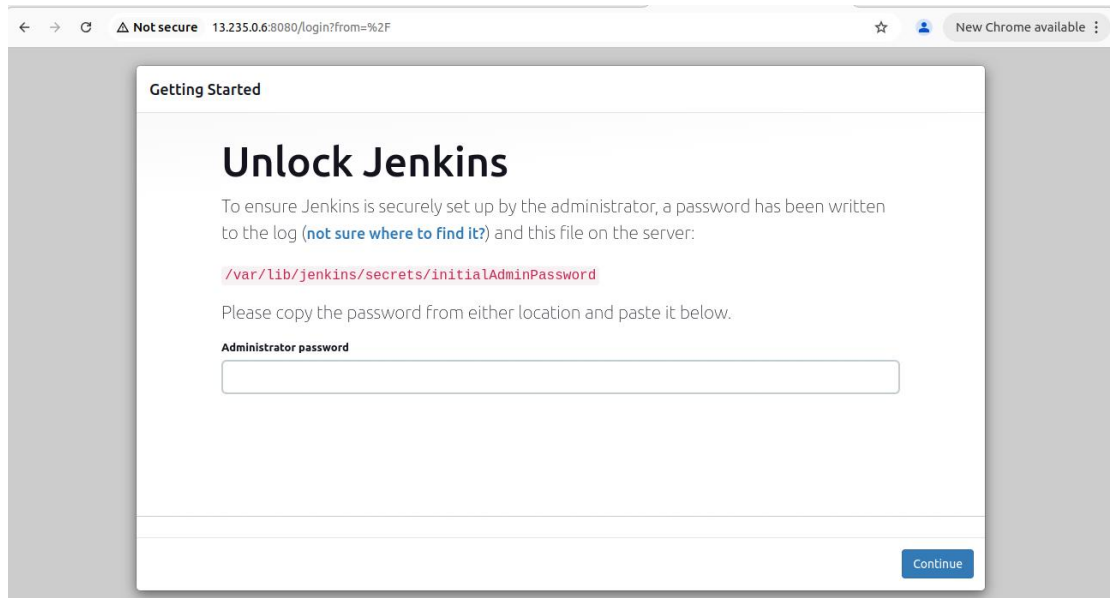 Not secure 13.235.0.6:8080/login?from=%2F New Chrome available
Getting Started
Unlock Jenkins
To ensure Jenkins is securely set up by the administrator, a password has been written
to the log (not sure where to find it?) and this file on the server:
/var/lib/jenkins/secrets/initialAdminPassword
Please copy the password from either location and paste it below.
Administrator password
Continue